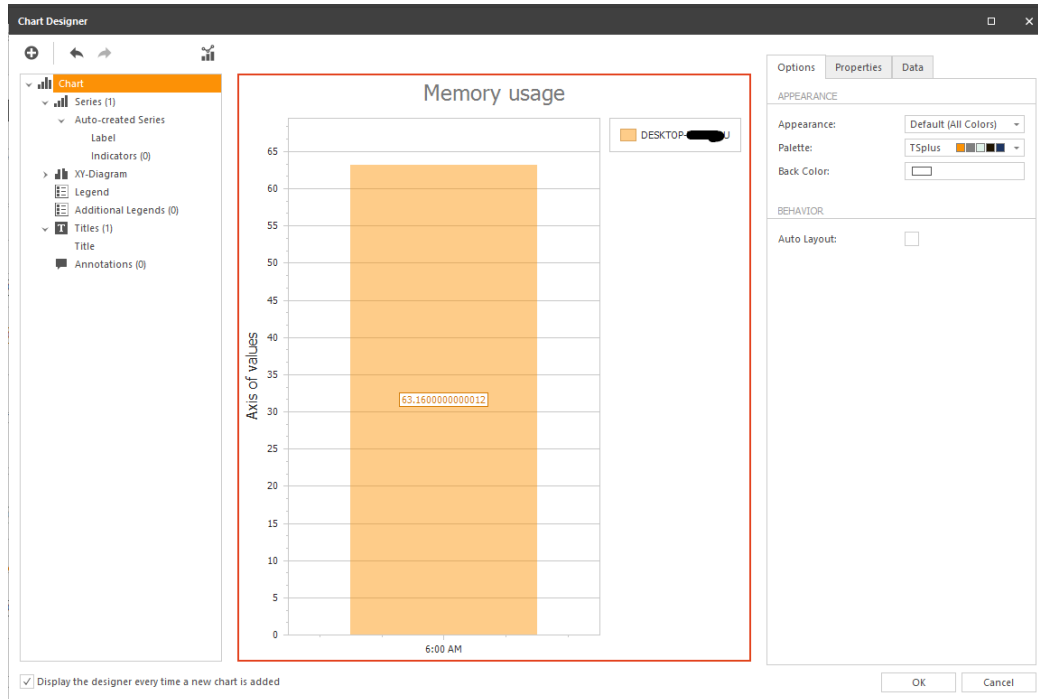 Chart Designer
Chart
Series (1)
Auto-created Series
Label
Indicators (0)
XY-Diagram
Legend
Additional Legends (0)
Titles (1)
T
Title
Annotations (0)
Memory usage
DESKTOP- U
Axis of values
65
60
55
50
45
40
35
30
25
20
15
10
5
0
63.1600000000012
6:00 AM
Options Properties Data
APPEARANCE
Appearance: Default (All Colors)
Palette: TSplus
Back Color:
BEHAVIOR
Auto Layout:
Display the designer every time a new chart is added
OK Cancel